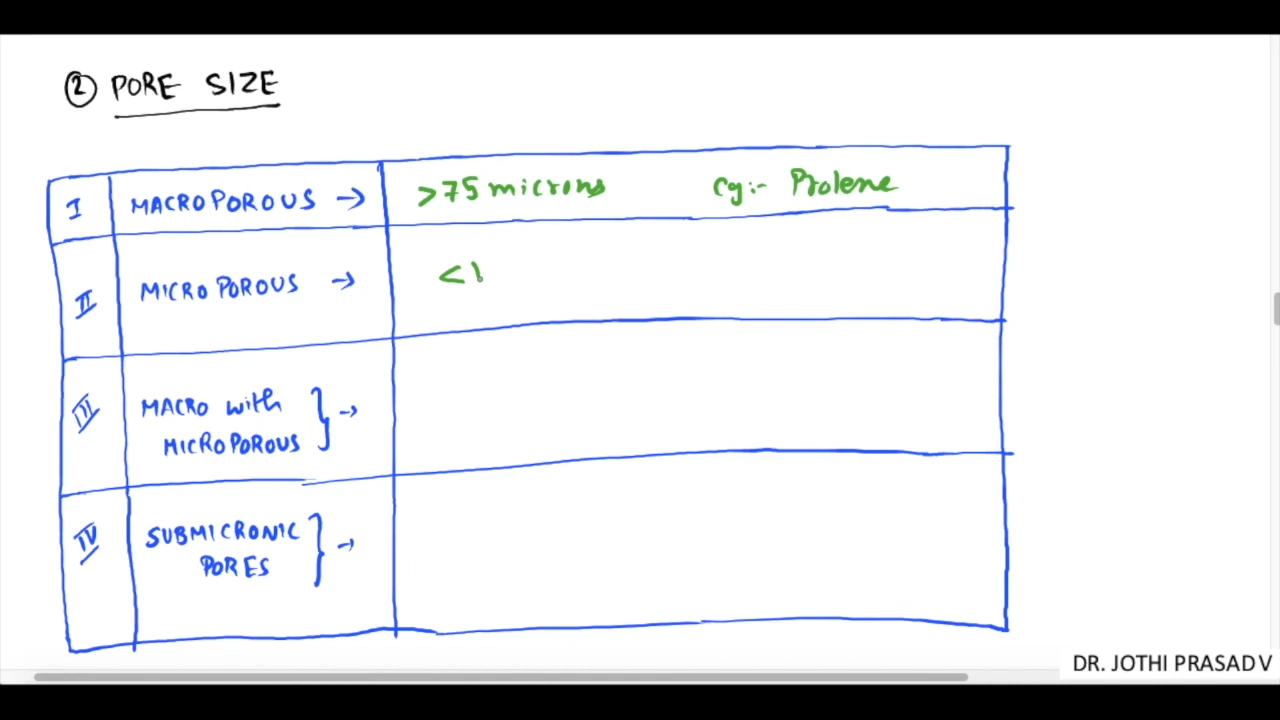 ② PORE SIZE
I MACROPOROUS → >75 microns eg:- Prolene
II MICROPOROUS → <1
III MACRO with
MICROPOROUS } →
IV SUBMICRONIC
PORES } →
DR. JOTHI PRASAD V